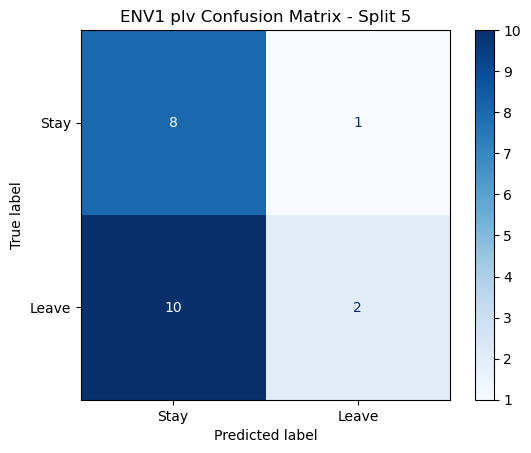 ENV1 plv Confusion Matrix - Split 5
True label
Stay
8
1
Leave
10
2
Stay
Leave
Predicted label
10
9
8
7
6
5
4
3
2
1